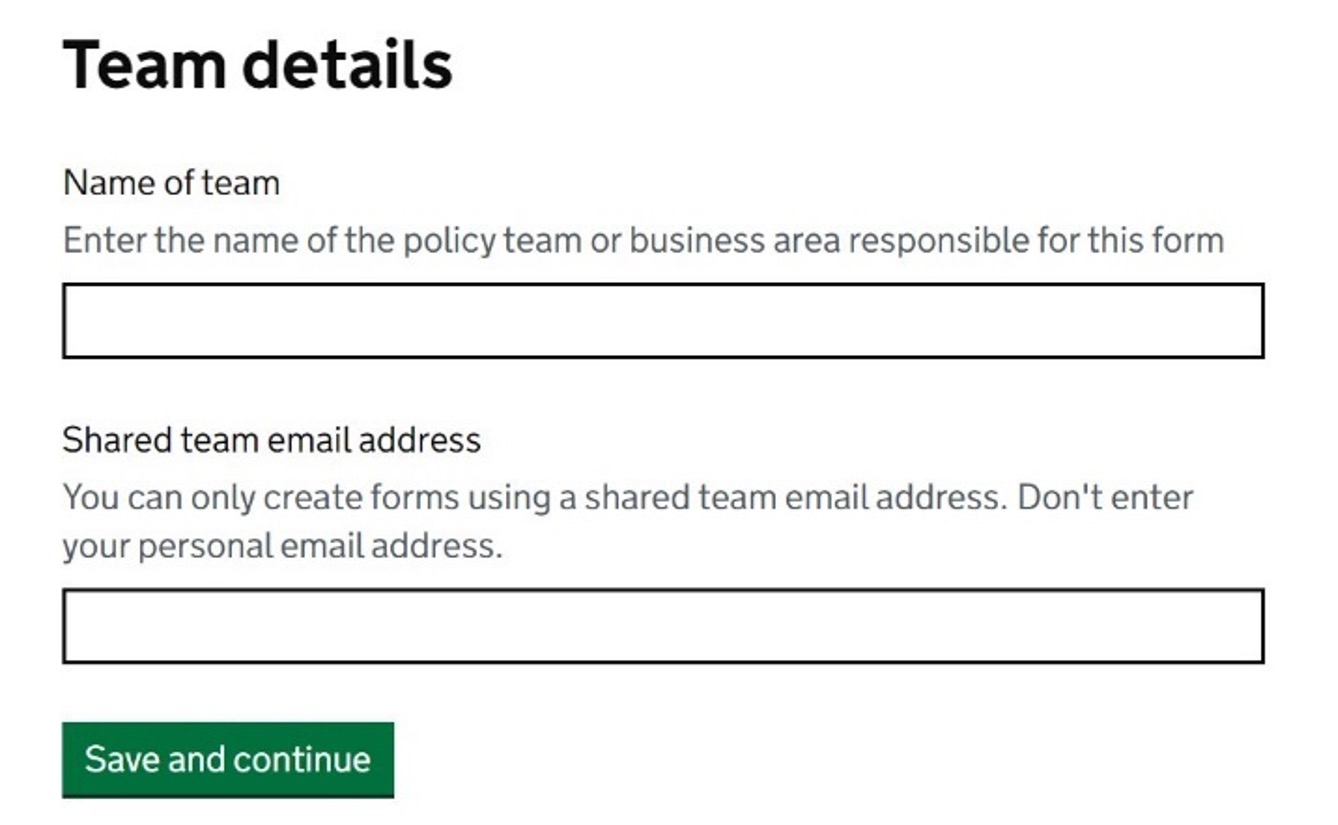 Team details
Name of team
Enter the name of the policy team or business area responsible for this form
Shared team email address
You can only create forms using a shared team email address. Don't enter
your personal email address.
Save and continue